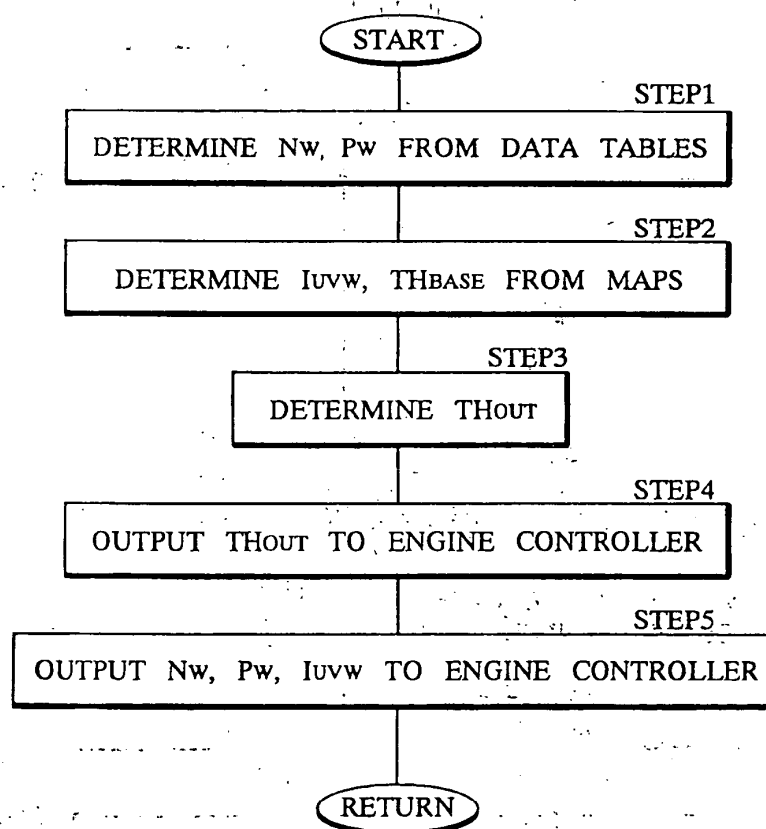 START
STEP1
DETERMINE Nw, Pw FROM DATA TABLES
STEP2
DETERMINE IUVW, THBASE FROM MAPS
STEP3
DETERMINE THOUT
STEP4
OUTPUT THOUT TO ENGINE CONTROLLER
STEP5
OUTPUT Nw, Pw, IUVW TO ENGINE CONTROLLER
RETURN